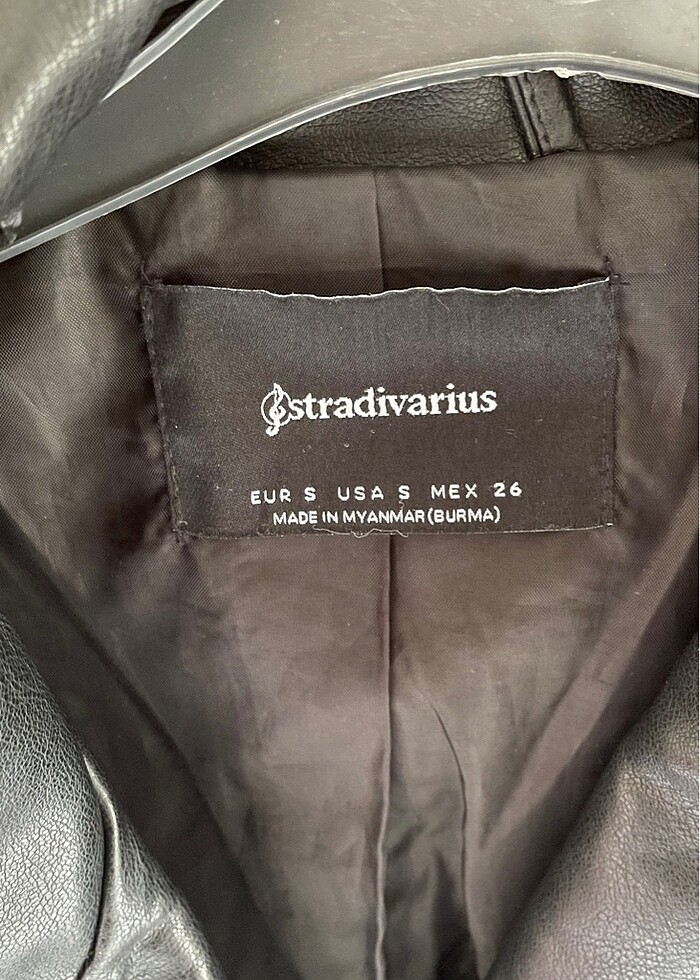 stradivarius
EUR S USA S MEX 26
MADE IN MYANMAR (BURMA)